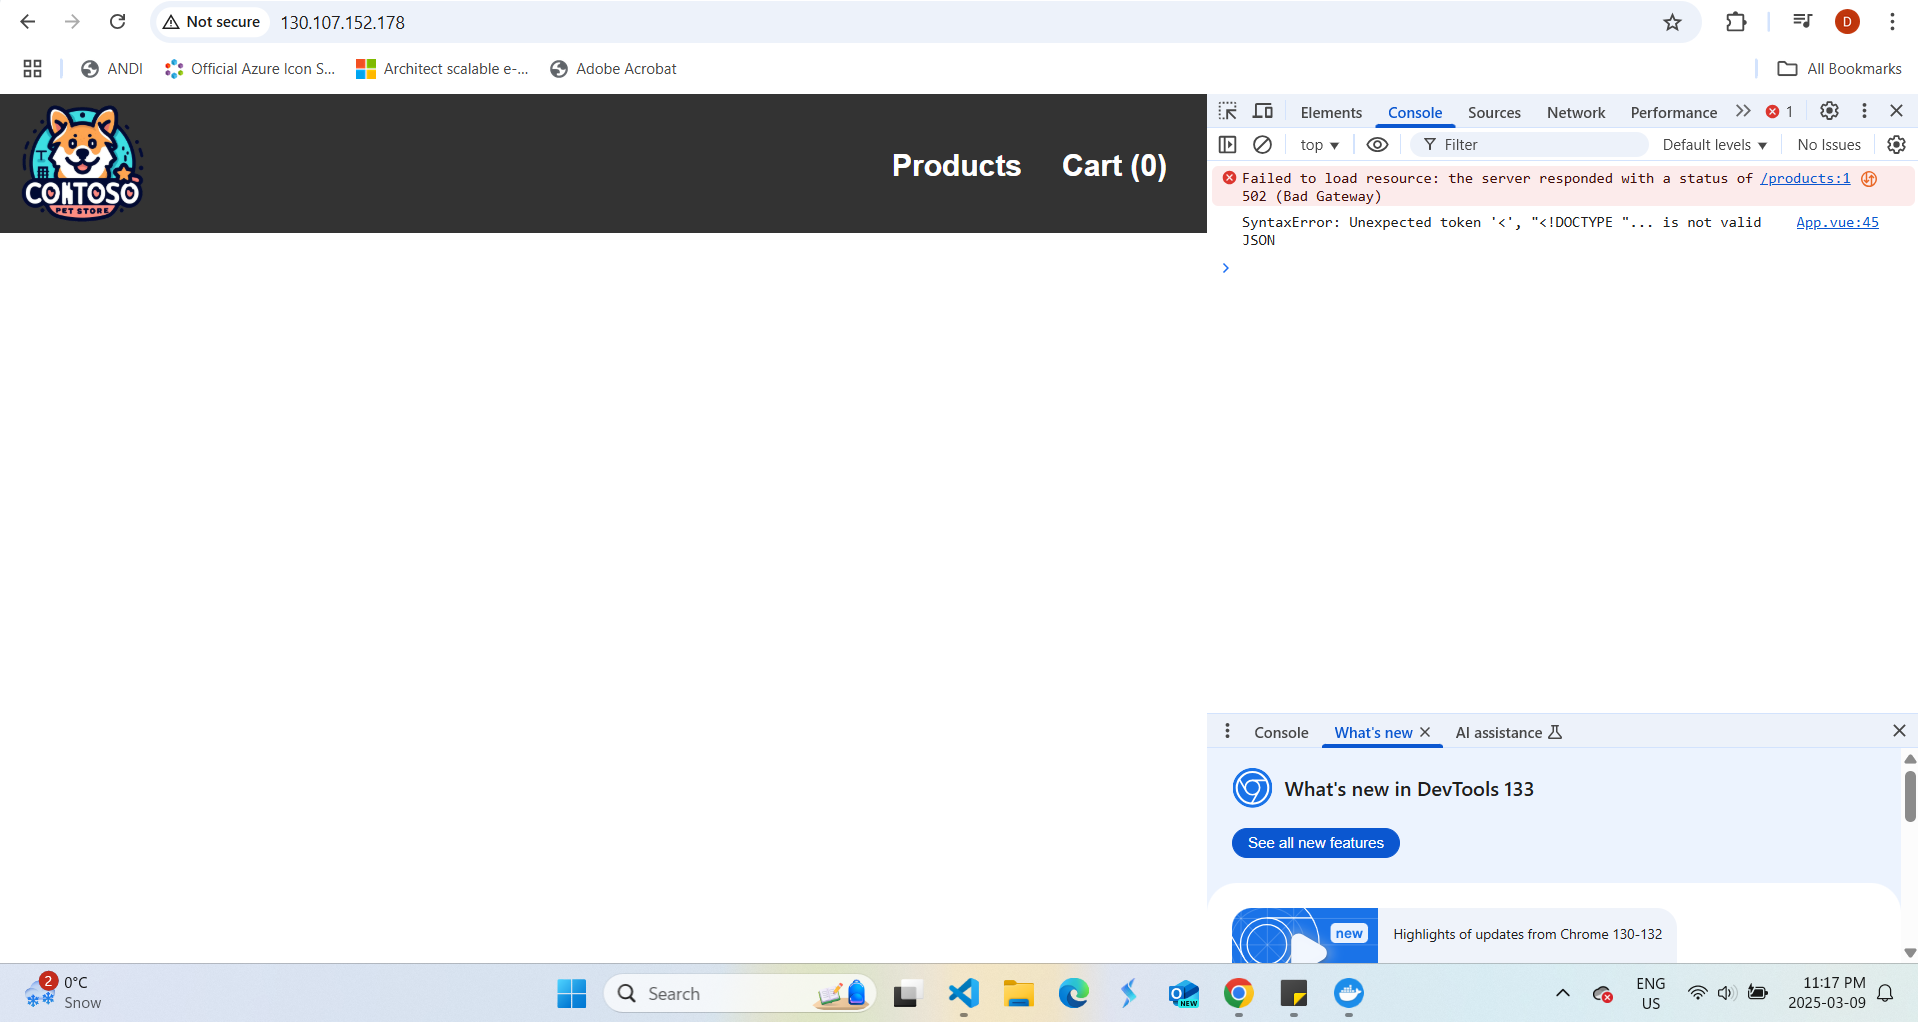 Not secure
130.107.152.178
D
ANDI
Official Azure Icon S...
Architect scalable e-...
Adobe Acrobat
All Bookmarks
CONTOSO
PET STORE
Products
Cart (0)
Elements
Console
Sources
Network
Performance
1
top
Filter
Default levels
No Issues
Failed to load resource: the server responded with a status of /products:1
502 (Bad Gateway)
SyntaxError: Unexpected token '<', "<!DOCTYPE "... is not valid App.vue:45
JSON
Console
What's new
AI assistance
What's new in DevTools 133
See all new features
new
Highlights of updates from Chrome 130-132
2
0°C
Snow
Search
NEW
ENG
US
11:17 PM
2025-03-09